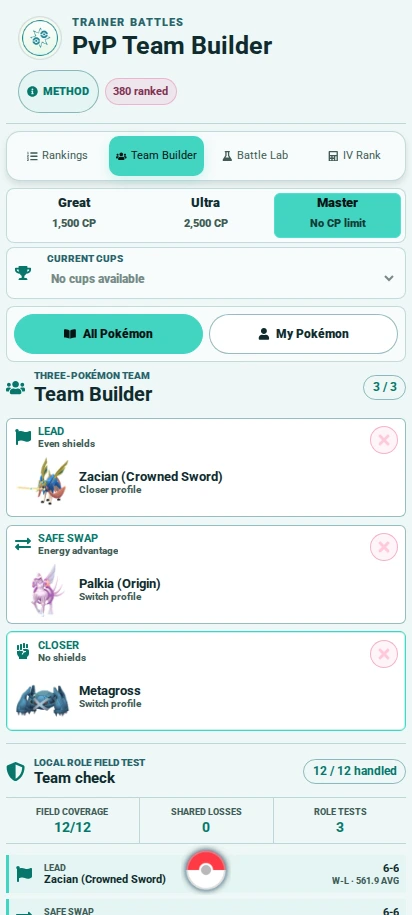 TRAINER BATTLES
PvP Team Builder
METHOD
380 ranked
Rankings
Team Builder
Battle Lab
IV Rank
Great
1,500 CP
Ultra
2,500 CP
Master
No CP limit
CURRENT CUPS
No cups available
All Pokémon
My Pokémon
THREE-POKÉMON TEAM
Team Builder
3 / 3
LEAD
Even shields
Zacian (Crowned Sword)
Closer profile
SAFE SWAP
Energy advantage
Palkia (Origin)
Switch profile
CLOSER
No shields
Metagross
Switch profile
LOCAL ROLE FIELD TEST
Team check
12 / 12 handled
FIELD COVERAGE
12/12
SHARED LOSSES
0
ROLE TESTS
3
LEAD
Zacian (Crowned Sword)
6-6
W-L · 561.9 AVG
SAFE SWAP
6-6